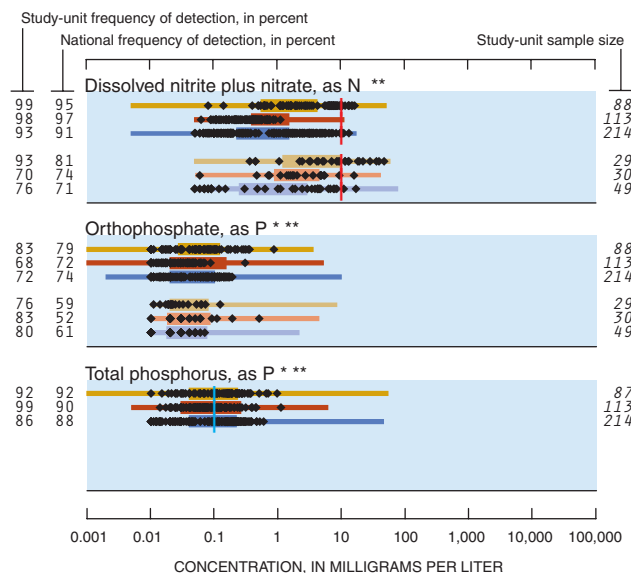 Study-unit frequency of detection, in percent
National frequency of detection, in percent
Study-unit sample size
Dissolved nitrite plus nitrate, as N **
99 95 88
98 97 113
93 91 214
93 81 29
70 74 30
76 71 49
Orthophosphate, as P * **
83 79 88
68 72 113
72 74 214
76 59 29
83 52 30
80 61 49
Total phosphorus, as P * **
92 92 87
99 90 113
86 88 214
0.001 0.01 0.1 1 10 100 1,000 10,000 100,000
CONCENTRATION, IN MILLIGRAMS PER LITER